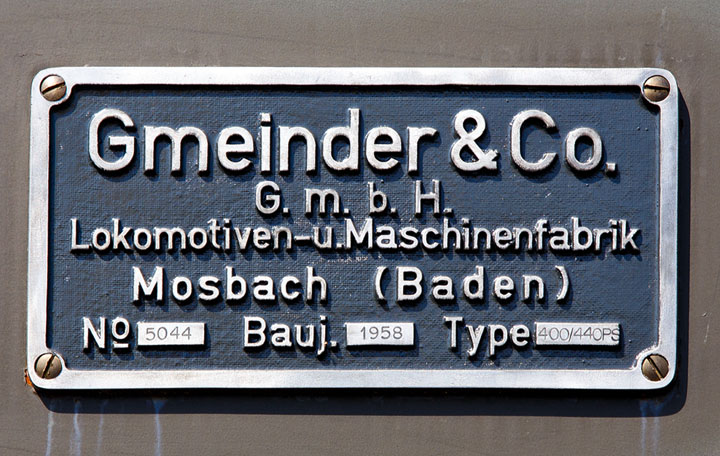 Gmeinder & Co.
G. m. b. H.
Lokomotiven-u.Maschinenfabrik
Mosbach (Baden)
No 5044 Bauj. 1958 Type 400/440PS